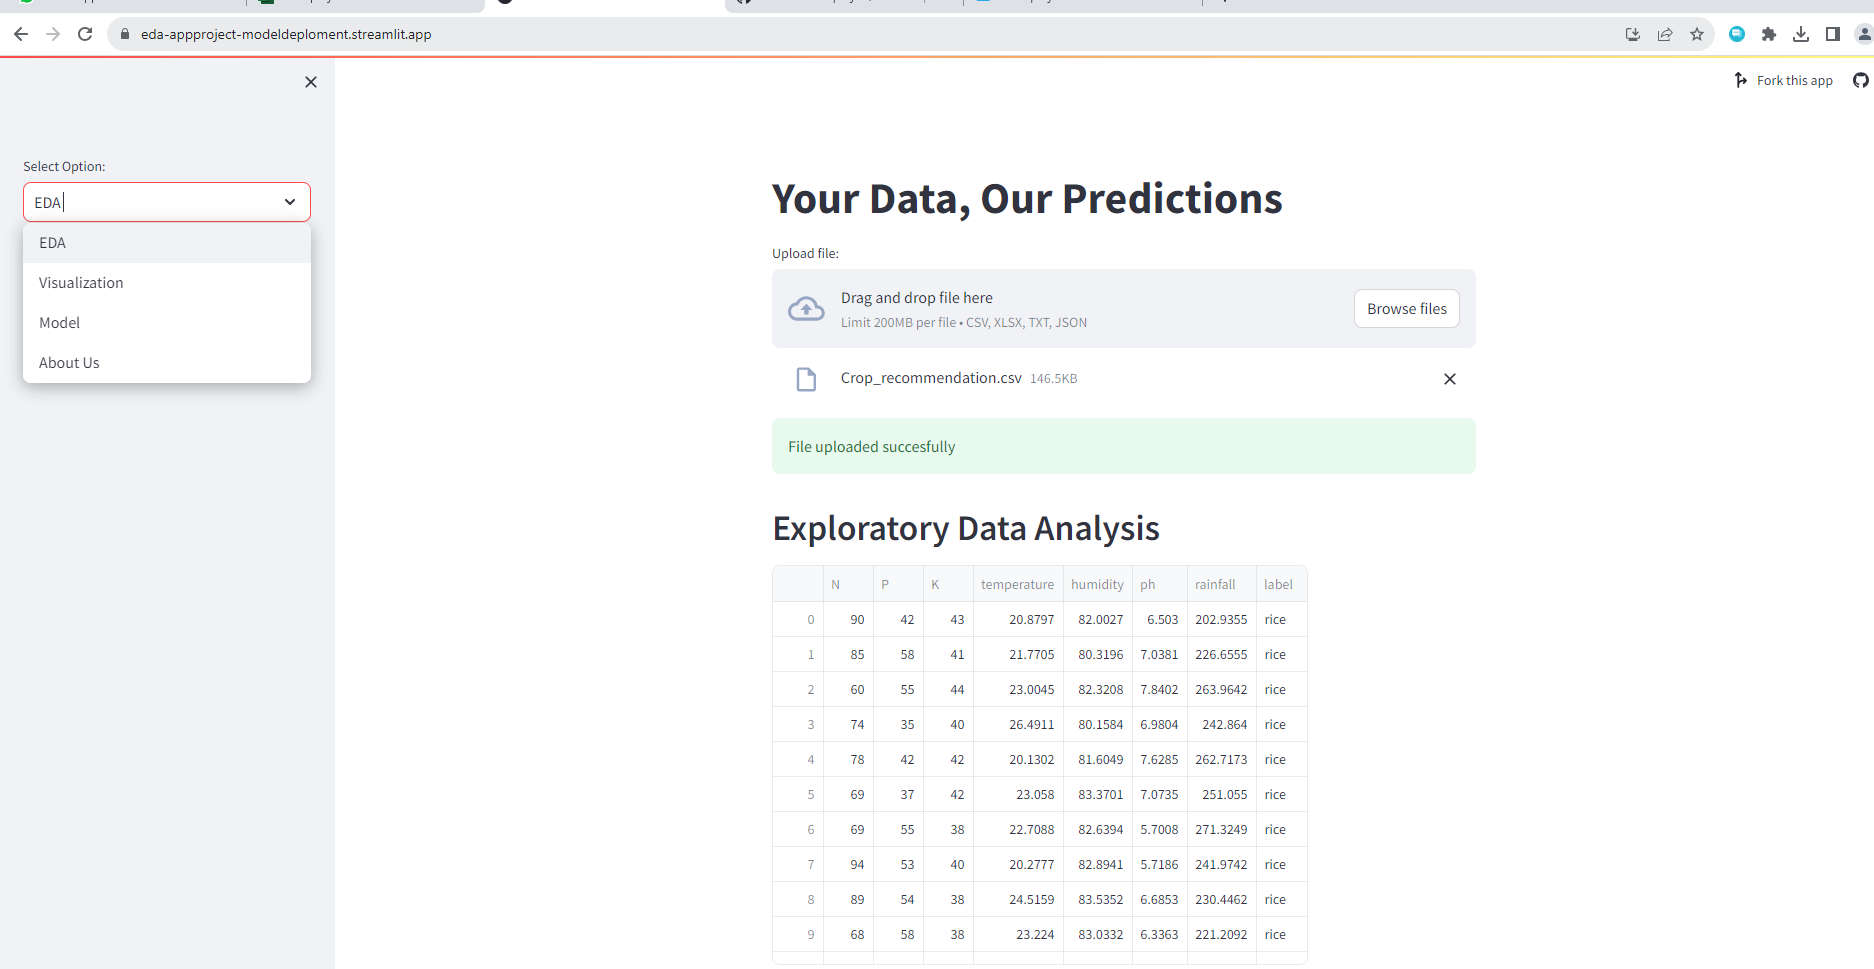 eda-appproject-modeldeploment.streamlit.app
Fork this app
Select Option:
EDA
EDA
Visualization
Model
About Us
Your Data, Our Predictions
Upload file:
Drag and drop file here
Limit 200MB per file • CSV, XLSX, TXT, JSON
Browse files
Crop_recommendation.csv 146.5KB
File uploaded succesfully
Exploratory Data Analysis
N P K temperature humidity ph rainfall label
0 90 42 43 20.8797 82.0027 6.503 202.9355 rice
1 85 58 41 21.7705 80.3196 7.0381 226.6555 rice
2 60 55 44 23.0045 82.3208 7.8402 263.9642 rice
3 74 35 40 26.4911 80.1584 6.9804 242.864 rice
4 78 42 42 20.1302 81.6049 7.6285 262.7173 rice
5 69 37 42 23.058 83.3701 7.0735 251.055 rice
6 69 55 38 22.7088 82.6394 5.7008 271.3249 rice
7 94 53 40 20.2777 82.8941 5.7186 241.9742 rice
8 89 54 38 24.5159 83.5352 6.6853 230.4462 rice
9 68 58 38 23.224 83.0332 6.3363 221.2092 rice